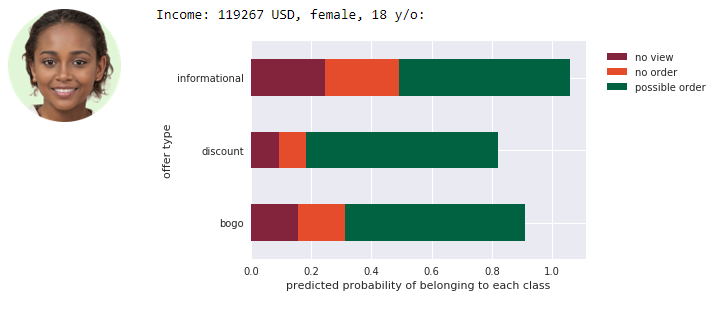 Income: 119267 USD, female, 18 y/o:
no view
no order
possible order
offer type
informational
discount
bogo
0.0 0.2 0.4 0.6 0.8 1.0
predicted probability of belonging to each class